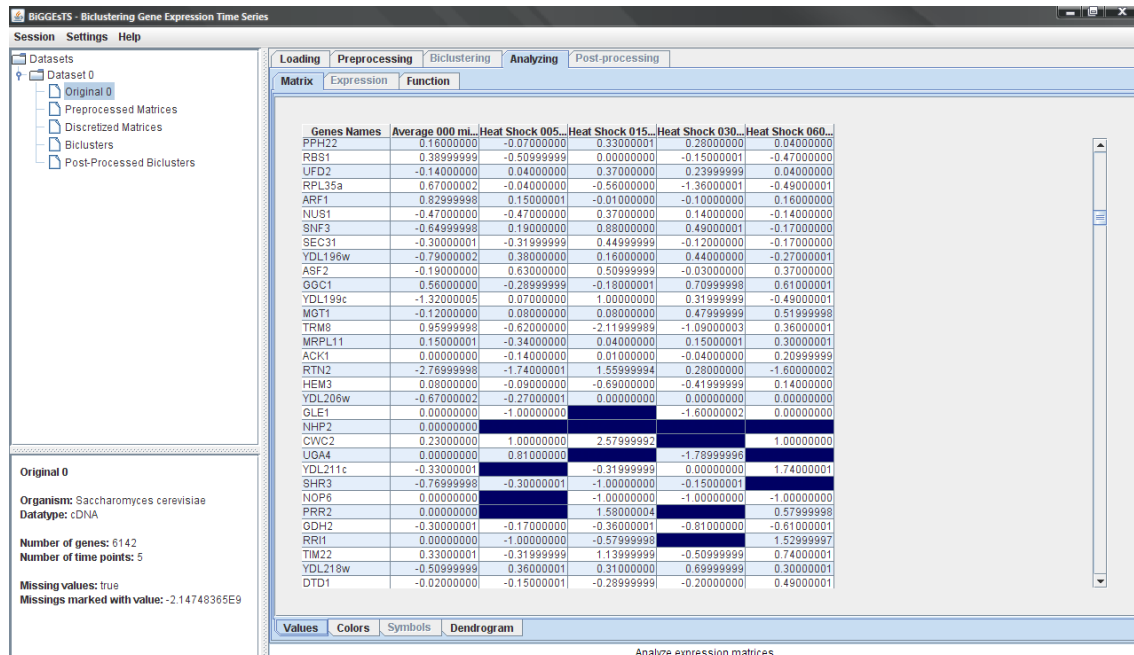 BiGGEsTS - Biclustering Gene Expression Time Series
Session Settings Help
Datasets
Dataset 0
Original 0
Preprocessed Matrices
Discretized Matrices
Biclusters
Post-Processed Biclusters
Original 0
Organism: Saccharomyces cerevisiae
Datatype: cDNA
Number of genes: 6142
Number of time points: 5
Missing values: true
Missings marked with value: -2.14748365E9
Loading Preprocessing Biclustering Analyzing Post-processing
Matrix Expression Function
Genes Names Average 000 mi... Heat Shock 005... Heat Shock 015... Heat Shock 030... Heat Shock 060...
PPH22 0.16000000 -0.07000000 0.33000001 0.28000000 0.04000000
RBS1 0.38999999 -0.50999999 0.00000000 -0.15000001 -0.47000000
UFD2 -0.14000000 0.04000000 0.37000000 0.23999999 0.04000000
RPL35a 0.67000002 -0.04000000 -0.56000000 -1.36000001 -0.49000001
ARF1 0.82999998 0.15000001 -0.01000000 -0.10000000 0.16000000
NUS1 -0.47000000 -0.47000000 0.37000000 0.14000000 -0.14000000
SNF3 -0.64999998 0.19000000 0.88000000 0.49000001 -0.17000000
SEC31 -0.30000001 -0.31999999 0.44999999 -0.12000000 -0.17000000
YDL196w -0.79000002 0.38000000 0.16000000 0.44000000 -0.27000001
ASF2 -0.19000000 0.63000000 0.50999999 -0.03000000 0.37000000
GGC1 0.56000000 -0.28999999 -0.18000001 0.70999998 0.61000001
YDL199c -1.32000005 0.07000000 1.00000000 0.31999999 -0.49000001
MGT1 -0.12000000 0.08000000 0.08000000 0.47999999 0.51999998
TRM8 0.95999998 -0.62000000 -2.11999989 -1.09000003 0.36000001
MRPL11 0.15000001 -0.34000000 0.04000000 0.15000001 0.30000001
ACK1 0.00000000 -0.14000000 0.01000000 -0.04000000 0.20999999
RTN2 -2.76999998 -1.74000001 1.55999994 0.28000000 -1.60000002
HEM3 0.08000000 -0.09000000 -0.69000000 -0.41999999 0.14000000
YDL206w -0.67000002 -0.27000001 0.00000000 0.00000000 0.00000000
GLE1 0.00000000 -1.00000000 -1.60000002 0.00000000
NHP2 0.00000000
CWC2 0.23000000 1.00000000 2.57999992 1.00000000
UGA4 0.00000000 0.81000000 -1.78999996
YDL211c -0.33000001 -0.31999999 0.00000000 1.74000001
SHR3 -0.76999998 -0.30000001 -1.00000000 -0.15000001
NOP6 0.00000000 -1.00000000 -1.00000000 -1.00000000
PRR2 0.00000000 1.58000004 0.57999998
GDH2 -0.30000001 -0.17000000 -0.36000001 -0.81000000 -0.61000001
RRI1 0.00000000 -1.00000000 -0.57999998 1.52999997
TIM22 0.33000001 -0.31999999 1.13999999 -0.50999999 0.74000001
YDL218w -0.50999999 0.36000001 0.31000000 0.69999999 0.30000001
DTD1 -0.02000000 -0.15000001 -0.28999999 -0.20000000 0.49000001
Values Colors Symbols Dendrogram
Analyze expression matrices